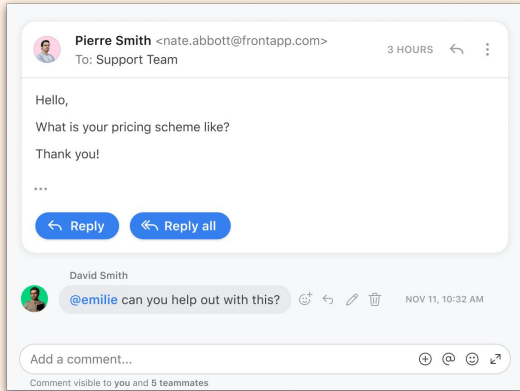 Pierre Smith <nate.abbott@frontapp.com>
3 HOURS
To: Support Team
Hello,
What is your pricing scheme like?
Thank you!
...
Reply
Reply all
David Smith
@emilie can you help out with this?
NOV 11, 10:32 AM
Add a comment...
Comment visible to you and 5 teammates